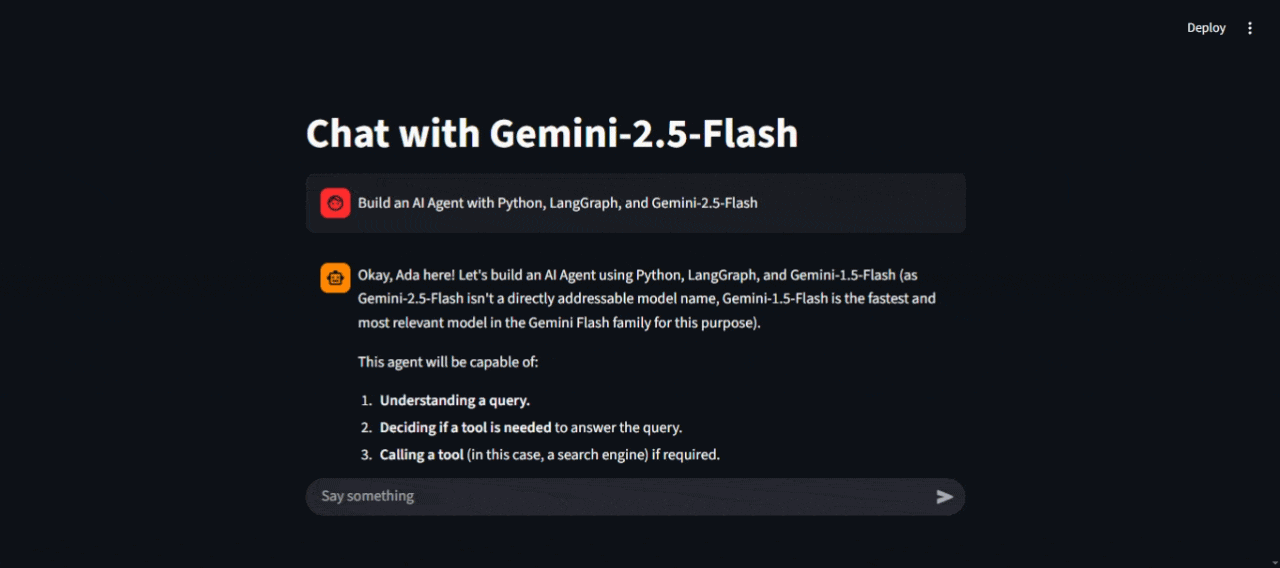 Deploy
Chat with Gemini-2.5-Flash
Build an AI Agent with Python, LangGraph, and Gemini-2.5-Flash
Okay, Ada here! Let's build an AI Agent using Python, LangGraph, and Gemini-1.5-Flash (as
Gemini-2.5-Flash isn't a directly addressable model name, Gemini-1.5-Flash is the fastest and
most relevant model in the Gemini Flash family for this purpose).
This agent will be capable of:
1. Understanding a query.
2. Deciding if a tool is needed to answer the query.
3. Calling a tool (in this case, a search engine) if required.
Say something